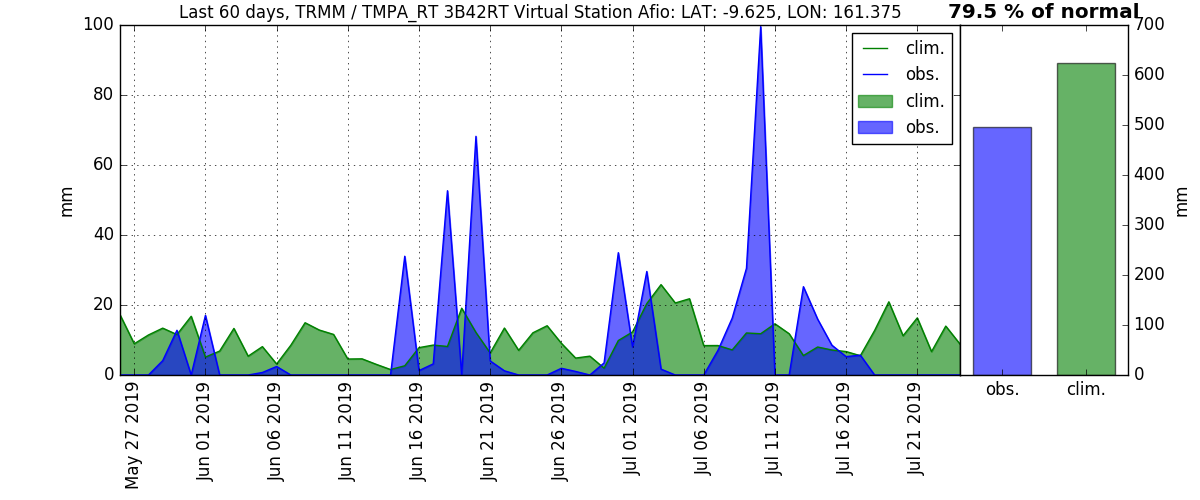 Last 60 days, TRMM / TMPA_RT 3B42RT Virtual Station Afio: LAT: -9.625, LON: 161.375
79.5 % of normal
100
80
60
40
20
0
mm
clim.
obs.
clim.
obs.
May 27 2019
Jun 01 2019
Jun 06 2019
Jun 11 2019
Jun 16 2019
Jun 21 2019
Jun 26 2019
Jul 01 2019
Jul 06 2019
Jul 11 2019
Jul 16 2019
Jul 21 2019
700
600
500
400
300
200
100
0
mm
obs.
clim.